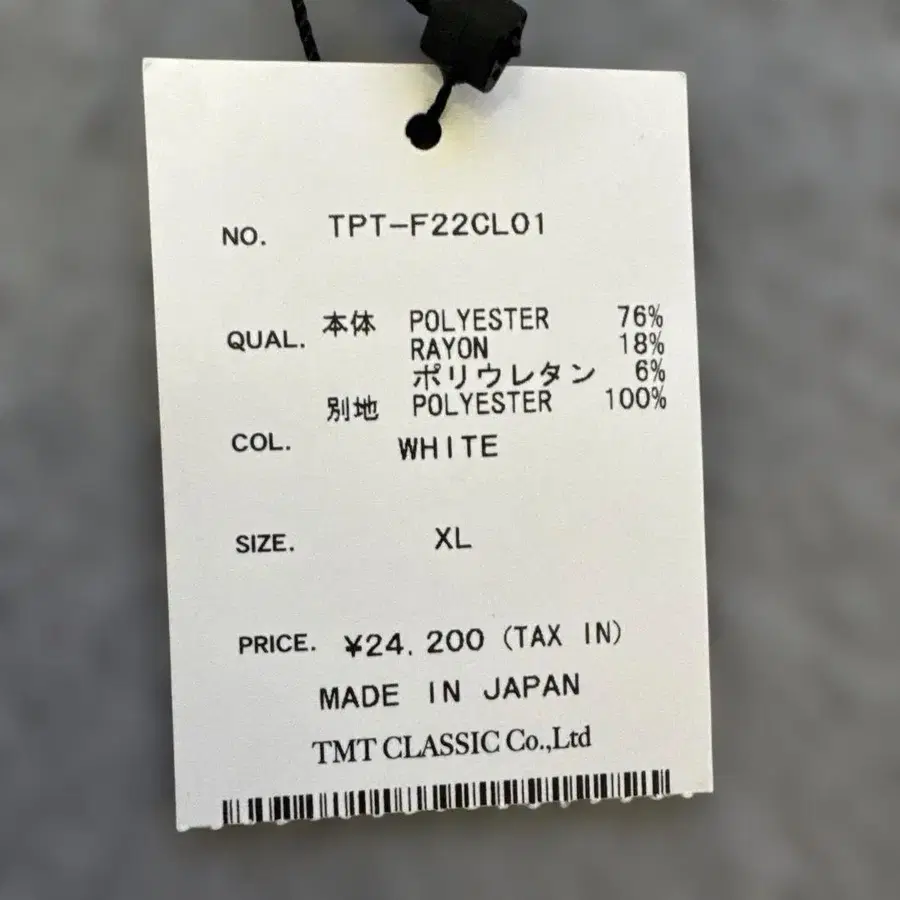 NO. TPT-F22CL01
QUAL. 本体 POLYESTER 76%
RAYON 18%
ポリウレタン 6%
別地 POLYESTER 100%
COL. WHITE
SIZE. XL
PRICE. ¥24,200 (TAX IN)
MADE IN JAPAN
TMT CLASSIC Co.,Ltd